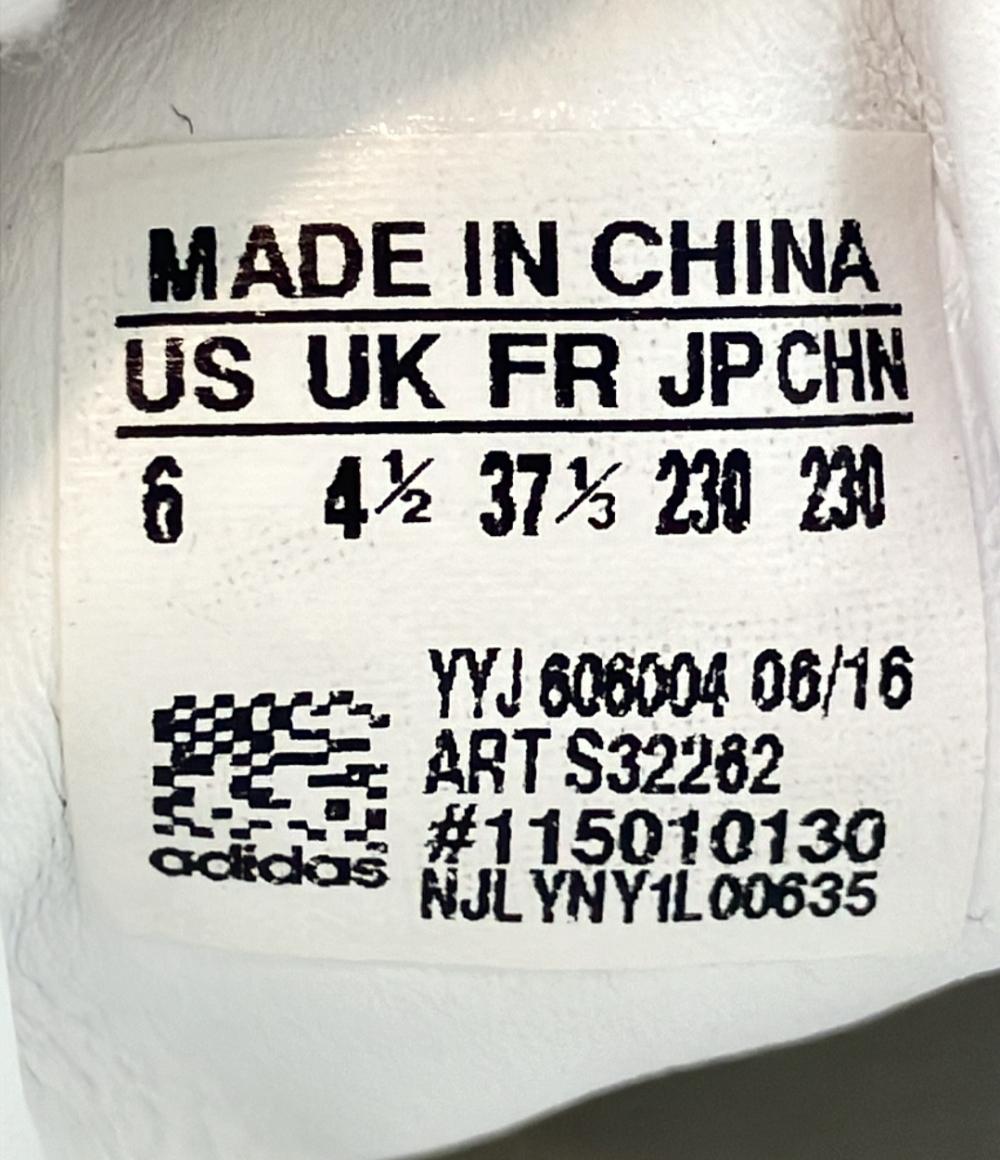 MADE IN CHINA
US UK FR JP CHN
6 4½ 37⅓ 230 230
YYJ 606004 06/16
ART S32262
#115010130
NJLYNY1L00635
adidas